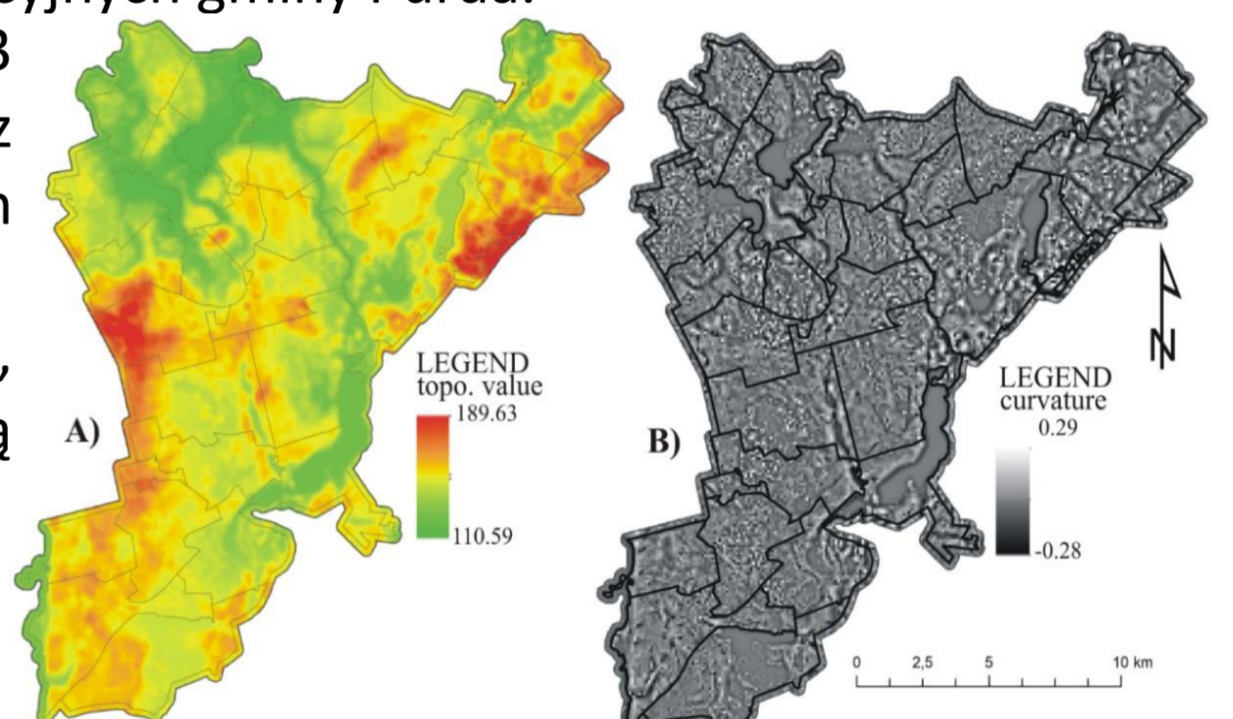 gminy
z
A)
LEGEND
topo. value
189.63
110.59
B)
LEGEND
curvature
0.29
-0.28
N
0 2,5 5 10 km